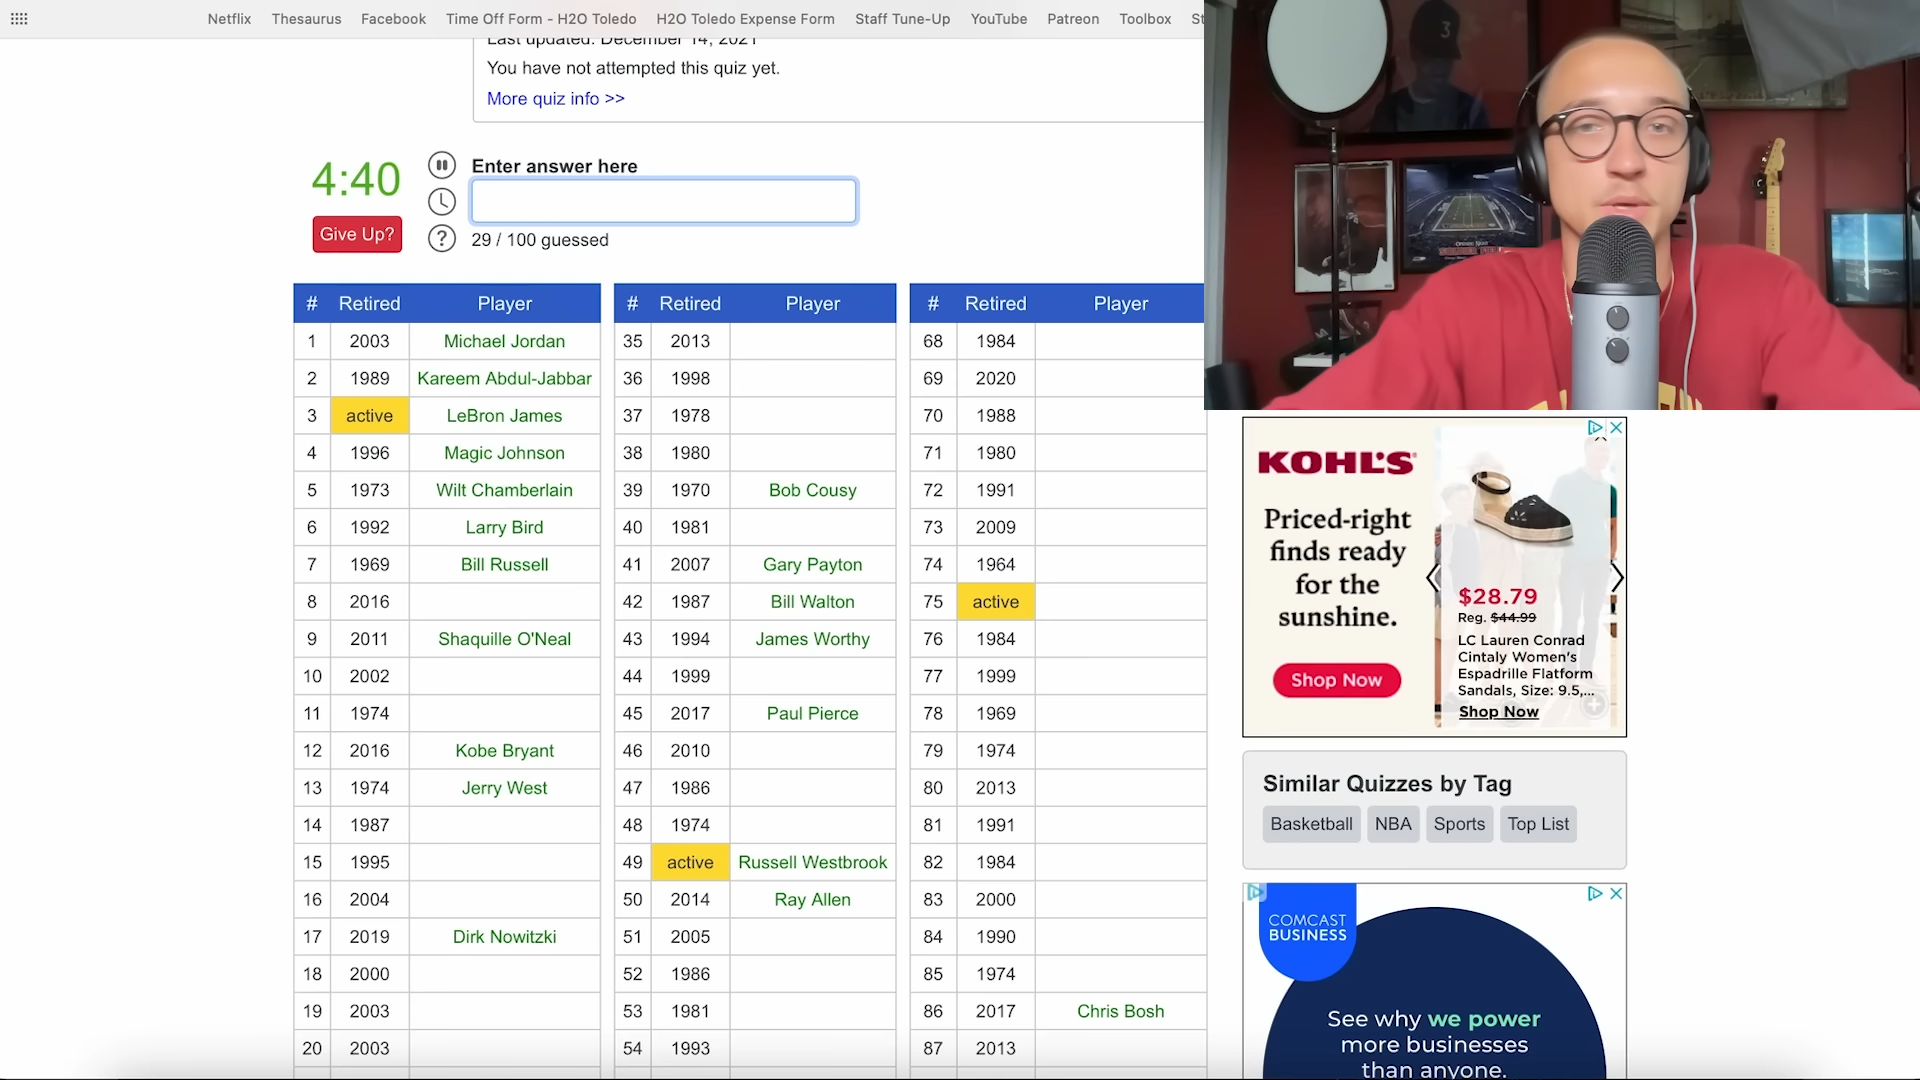 Netflix Thesaurus Facebook Time Off Form - H2O Toledo H2O Toledo Expense Form Staff Tune-Up YouTube Patreon Toolbox
Last updated: December 14, 2021
You have not attempted this quiz yet.
More quiz info >>
4:40
Give Up?
Enter answer here
29 / 100 guessed
# Retired Player
1 2003 Michael Jordan
2 1989 Kareem Abdul-Jabbar
3 active LeBron James
4 1996 Magic Johnson
5 1973 Wilt Chamberlain
6 1992 Larry Bird
7 1969 Bill Russell
8 2016
9 2011 Shaquille O'Neal
10 2002
11 1974
12 2016 Kobe Bryant
13 1974 Jerry West
14 1987
15 1995
16 2004
17 2019 Dirk Nowitzki
18 2000
19 2003
20 2003
# Retired Player
35 2013
36 1998
37 1978
38 1980
39 1970 Bob Cousy
40 1981
41 2007 Gary Payton
42 1987 Bill Walton
43 1994 James Worthy
44 1999
45 2017 Paul Pierce
46 2010
47 1986
48 1974
49 active Russell Westbrook
50 2014 Ray Allen
51 2005
52 1986
53 1981
54 1993
# Retired Player
68 1984
69 2020
70 1988
71 1980
72 1991
73 2009
74 1964
75 active
76 1984
77 1999
78 1969
79 1974
80 2013
81 1991
82 1984
83 2000
84 1990
85 1974
86 2017 Chris Bosh
87 2013
3
KOHL'S
Priced-right
finds ready
for the
sunshine.
Shop Now
$28.79
Reg. $44.99
LC Lauren Conrad
Cintaly Women's
Espadrille Flatform
Sandals, Size: 9.5,...
Shop Now
Similar Quizzes by Tag
Basketball NBA Sports Top List
COMCAST
BUSINESS
See why we power
more businesses
than anyone.